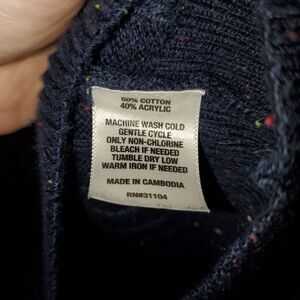 60% COTTON
40% ACRYLIC
MACHINE WASH COLD
GENTLE CYCLE
ONLY NON-CHLORINE
BLEACH IF NEEDED
TUMBLE DRY LOW
WARM IRON IF NEEDED
MADE IN CAMBODIA
RN#31104